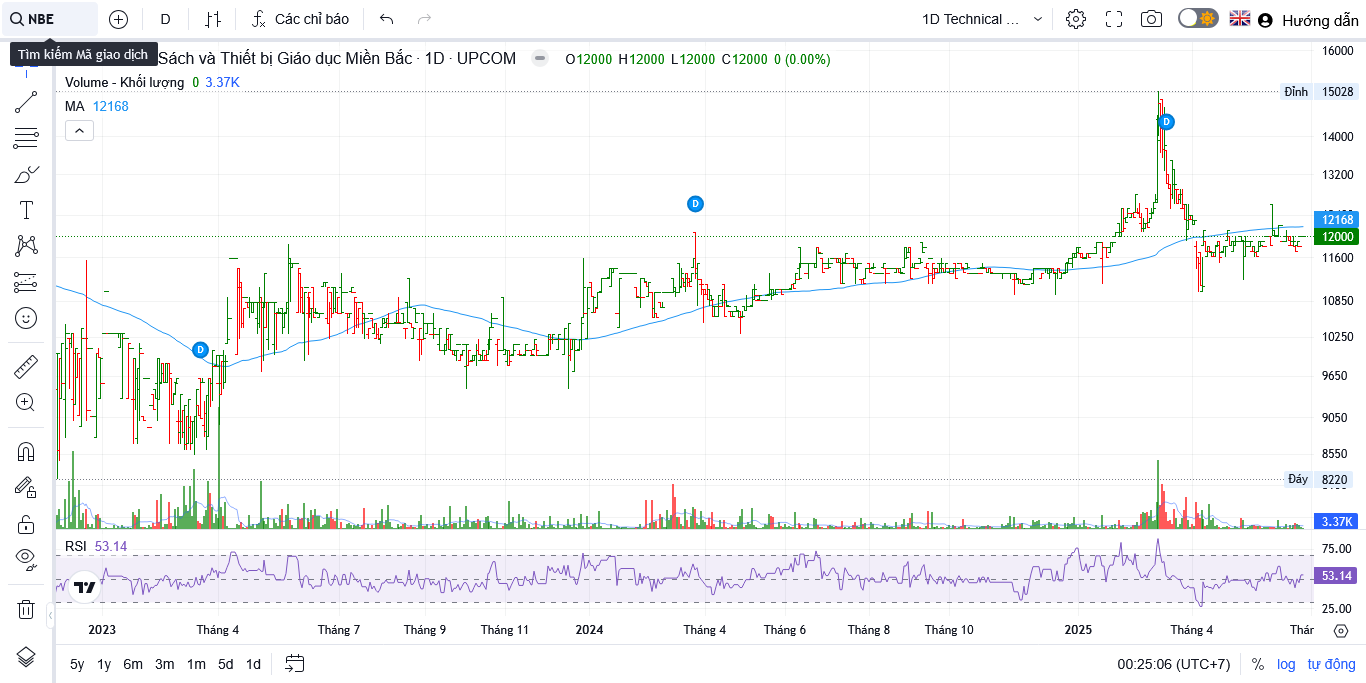 NBE
D
Các chỉ báo
1D Technical ...
Hướng dẫn
Tìm kiếm Mã giao dịch
Sách và Thiết bị Giáo dục Miền Bắc · 1D · UPCOM
O12000 H12000 L12000 C12000 0 (0.00%)
Volume - Khối lượng 0 3.37K
MA 12168
16000
Đỉnh 15028
14000
13200
12168
12000
11600
10850
10250
9650
9050
8550
Đáy 8220
3.37K
D
D
D
RSI 53.14
75.00
53.14
25.00
2023 Tháng 4 Tháng 7 Tháng 9 Tháng 11 2024 Tháng 4 Tháng 6 Tháng 8 Tháng 10 2025 Tháng 4 Thár
5y 1y 6m 3m 1m 5d 1d
00:25:06 (UTC+7) % log tự động